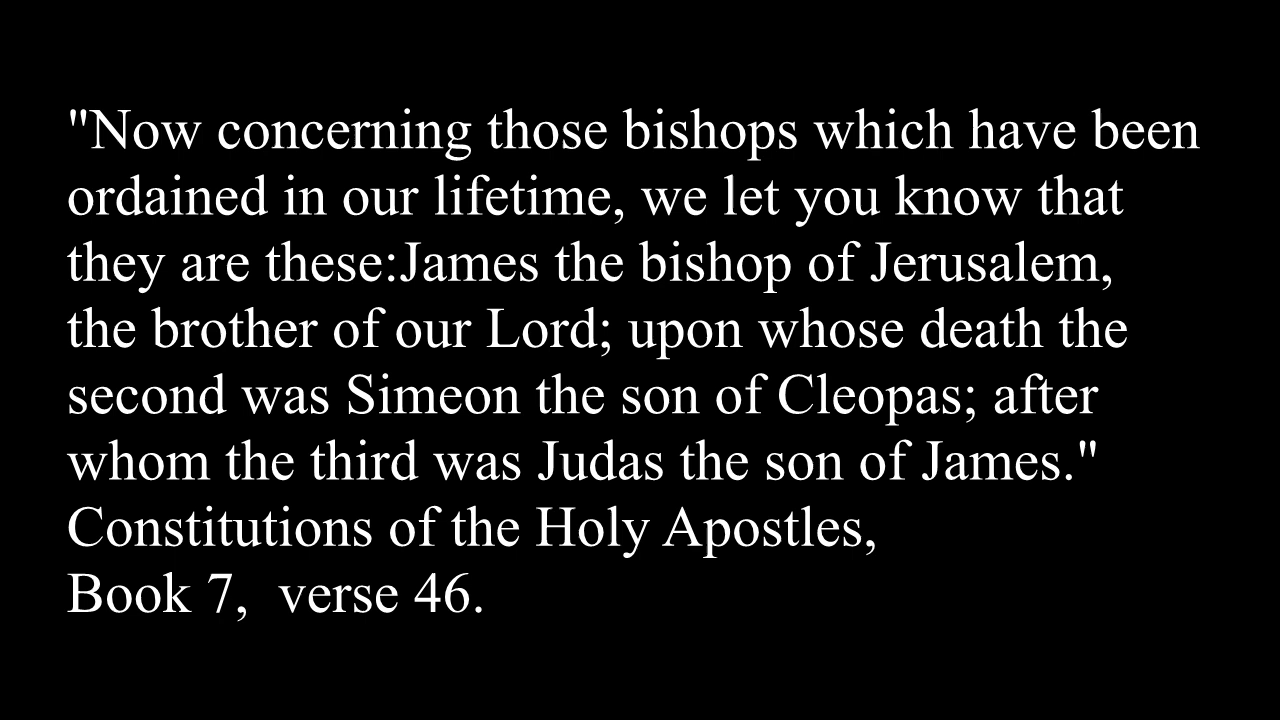 "Now concerning those bishops which have been
ordained in our lifetime, we let you know that
they are these:James the bishop of Jerusalem,
the brother of our Lord; upon whose death the
second was Simeon the son of Cleopas; after
whom the third was Judas the son of James."
Constitutions of the Holy Apostles,
Book 7,  verse 46.